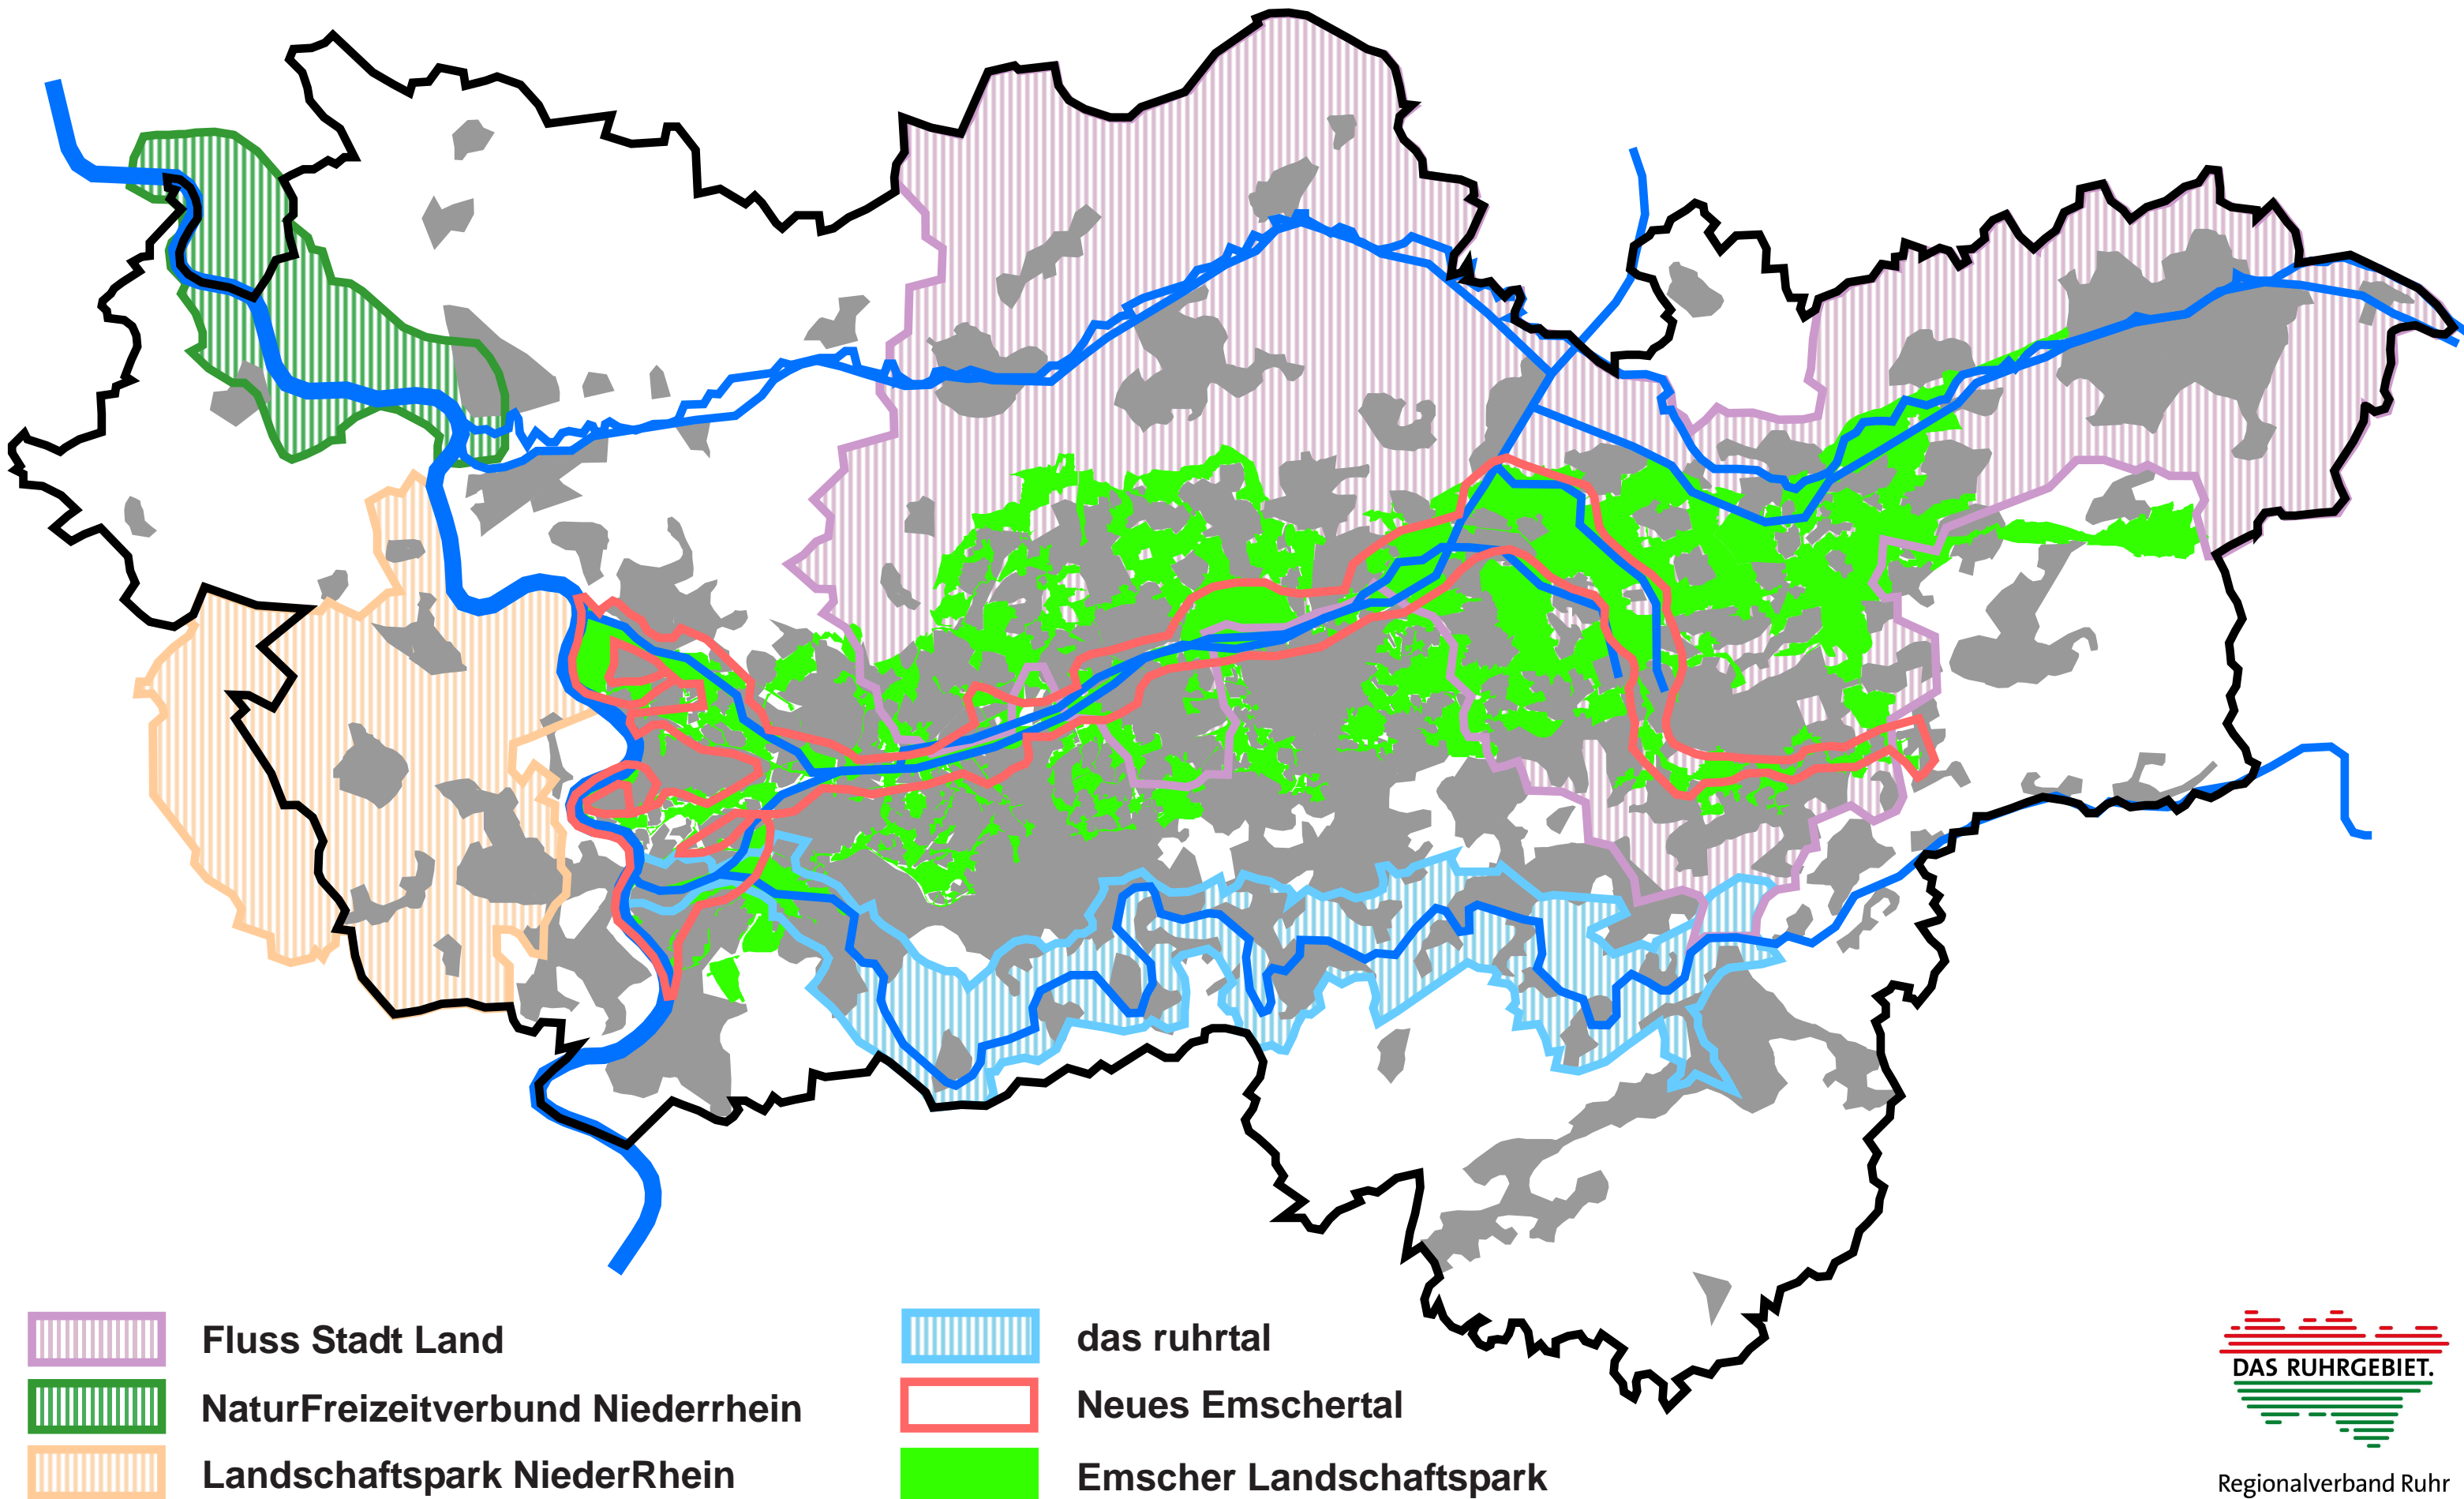 Fluss Stadt Land
NaturFreizeitverbund Niederrhein
Landschaftspark NiederRhein
das ruhrtal
Neues Emschertal
Emscher Landschaftspark
DAS RUHRGEBIET.
Regionalverband Ruhr